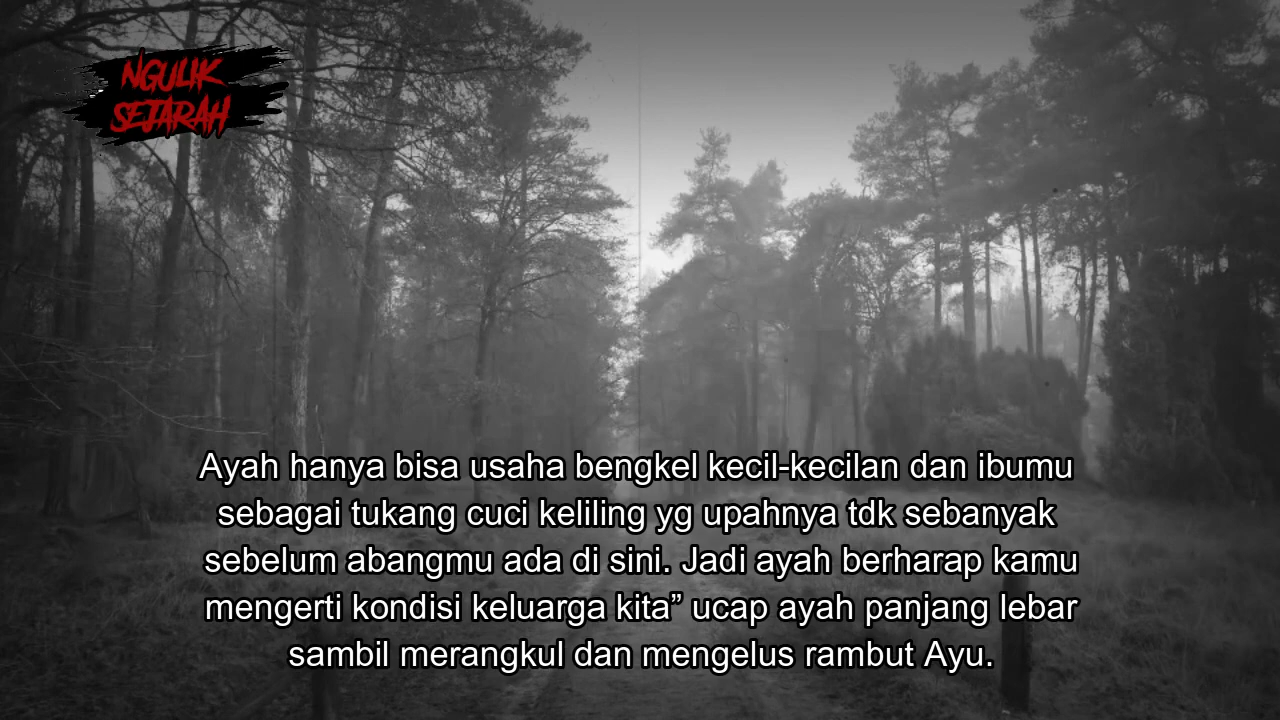 NGULIK
SEJARAH
Ayah hanya bisa usaha bengkel kecil-kecilan dan ibumu
sebagai tukang cuci keliling yg upahnya tdk sebanyak
sebelum abangmu ada di sini. Jadi ayah berharap kamu
mengerti kondisi keluarga kita” ucap ayah panjang lebar
sambil merangkul dan mengelus rambut Ayu.